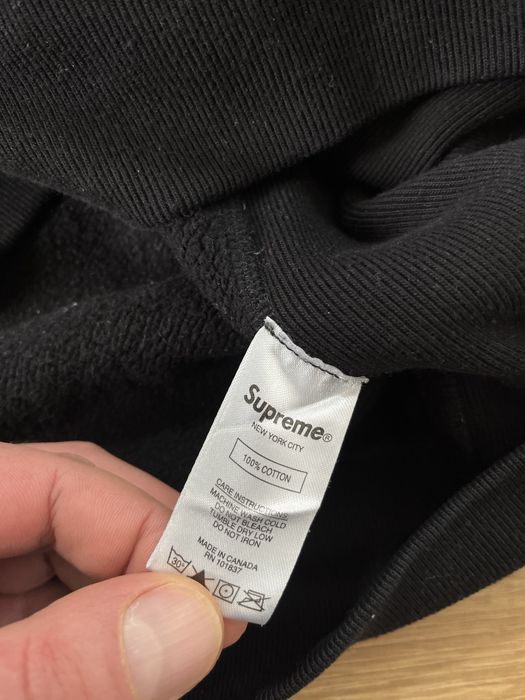 Supreme®
NEW YORK CITY
100% COTTON
CARE INSTRUCTIONS
MACHINE WASH COLD
DO NOT BLEACH
TUMBLE DRY LOW
DO NOT IRON
MADE IN CANADA
RN 101837
30°